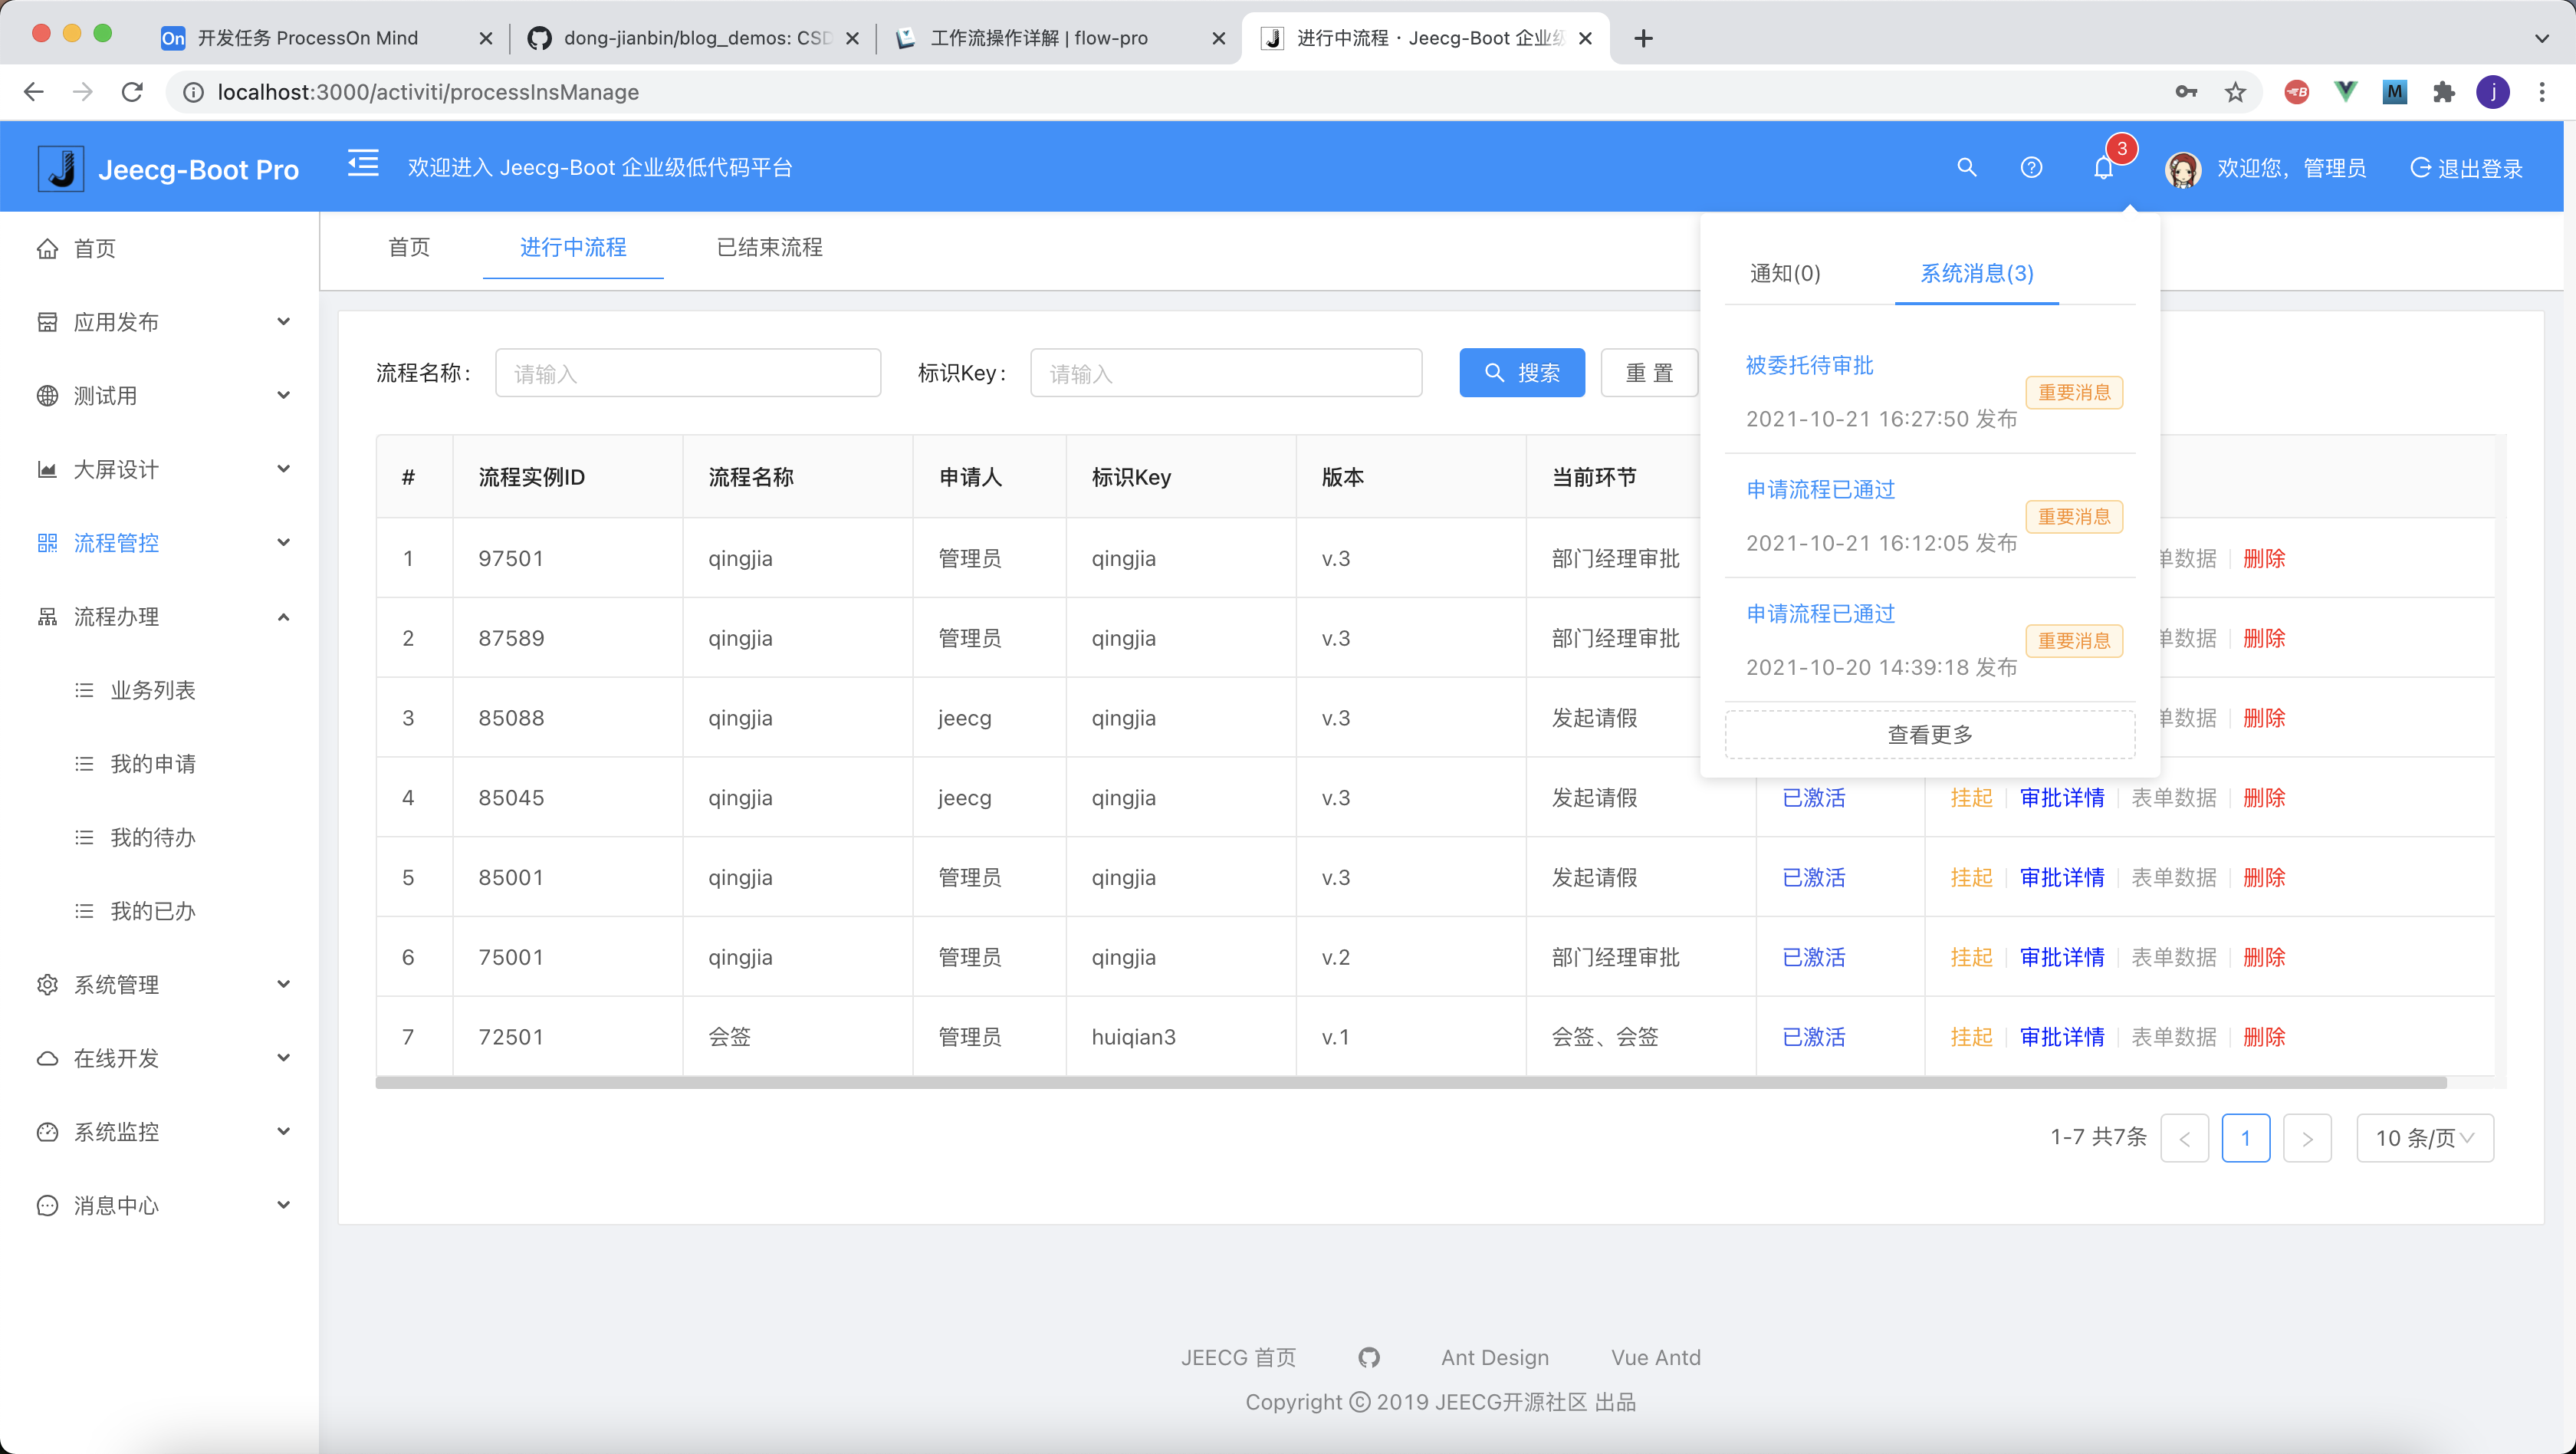 On 开发任务 ProcessOn Mind
dong-jianbin/blog_demos: CSD
工作流操作详解 | flow-pro
进行中流程 · Jeecg-Boot 企业级
localhost:3000/activiti/processInsManage
M
j
Jeecg-Boot Pro
欢迎进入 Jeecg-Boot 企业级低代码平台
3
欢迎您，管理员
退出登录
首页
应用发布
测试用
大屏设计
流程管控
流程办理
业务列表
我的申请
我的待办
我的已办
系统管理
在线开发
系统监控
消息中心
首页 进行中流程 已结束流程
流程名称： 请输入 标识Key： 请输入 搜索 重 置
# 流程实例ID 流程名称 申请人 标识Key 版本 当前环节
1 97501 qingjia 管理员 qingjia v.3 部门经理审批 单数据 删除
2 87589 qingjia 管理员 qingjia v.3 部门经理审批 单数据 删除
3 85088 qingjia jeecg qingjia v.3 发起请假 单数据 删除
4 85045 qingjia jeecg qingjia v.3 发起请假 已激活 挂起 审批详情 表单数据 删除
5 85001 qingjia 管理员 qingjia v.3 发起请假 已激活 挂起 审批详情 表单数据 删除
6 75001 qingjia 管理员 qingjia v.2 部门经理审批 已激活 挂起 审批详情 表单数据 删除
7 72501 会签 管理员 huiqian3 v.1 会签、会签 已激活 挂起 审批详情 表单数据 删除
通知(0) 系统消息(3)
被委托待审批
重要消息
2021-10-21 16:27:50 发布
申请流程已通过
重要消息
2021-10-21 16:12:05 发布
申请流程已通过
重要消息
2021-10-20 14:39:18 发布
查看更多
1-7 共7条 < 1 > 10 条/页
JEECG 首页 Ant Design Vue Antd
Copyright © 2019 JEECG开源社区 出品